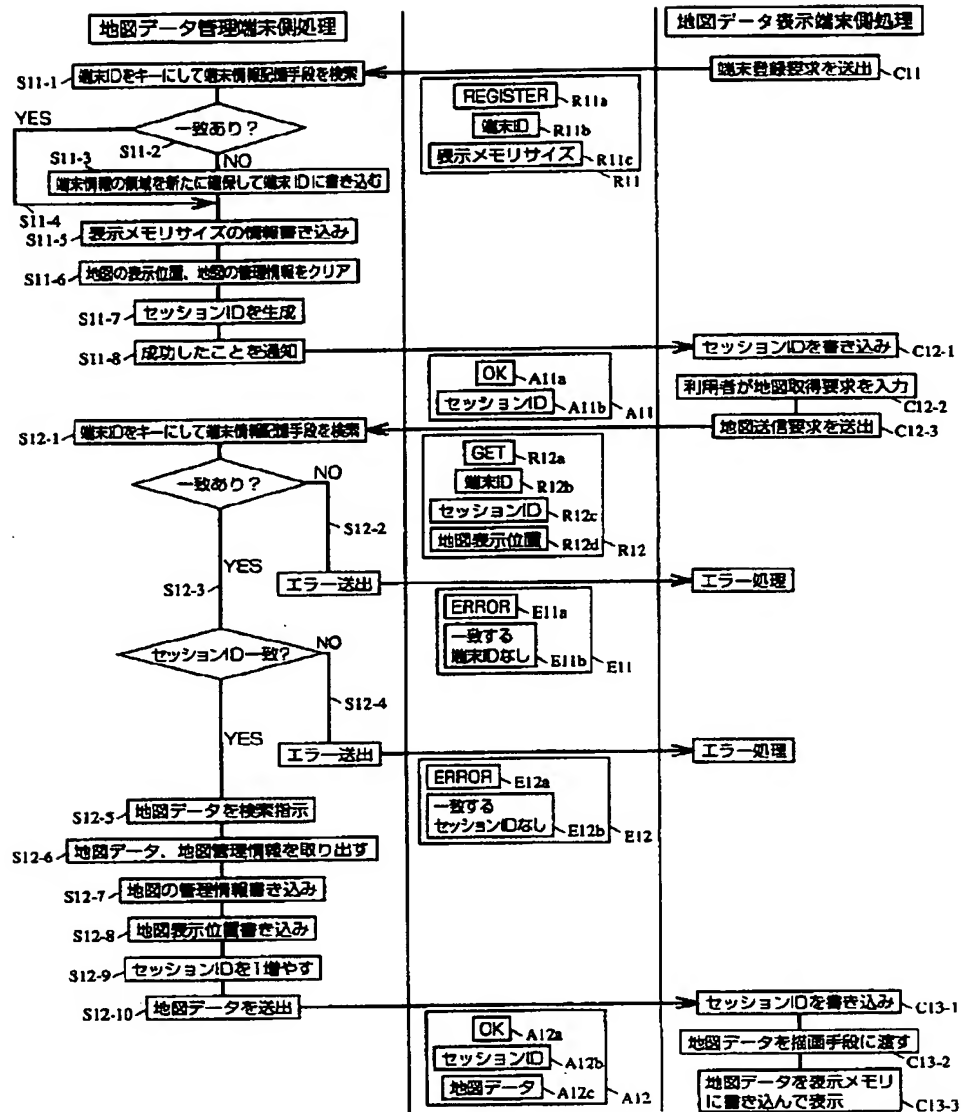 地図データ管理端末側処理
地図データ表示端末側処理
S11-1
端末IDをキーにして端末情報記憶手段を検索
端末登録要求を送出
C11
REGISTER
R11a
端末ID
R11b
表示メモリサイズ
R11c
R11
YES
一致あり?
S11-2
S11-3
NO
端末情報の領域を新たに確保して端末IDに書き込む
S11-4
S11-5
表示メモリサイズの情報書き込み
S11-6
地図の表示位置、地図の管理情報をクリア
S11-7
セッションIDを生成
S11-8
成功したことを通知
セッションIDを書き込み
C12-1
OK
A11a
セッションID
A11b
A11
利用者が地図取得要求を入力
C12-2
S12-1
端末IDをキーにして端末情報記憶手段を検索
地図送信要求を送出
C12-3
GET
R12a
端末ID
R12b
セッションID
R12c
地図表示位置
R12d
R12
一致あり?
NO
S12-2
YES
S12-3
エラー送出
エラー処理
ERROR
E11a
一致する
端末IDなし
E11b
E11
セッションID一致?
NO
S12-4
YES
エラー送出
エラー処理
ERROR
E12a
一致する
セッションIDなし
E12b
E12
S12-5
地図データを検索指示
S12-6
地図データ、地図管理情報を取り出す
S12-7
地図の管理情報書き込み
S12-8
地図表示位置書き込み
S12-9
セッションIDを1増やす
S12-10
地図データを送出
セッションIDを書き込み
C13-1
OK
A12a
セッションID
A12b
地図データ
A12c
A12
地図データを描画手段に渡す
C13-2
地図データを表示メモリ
に書き込んで表示
C13-3